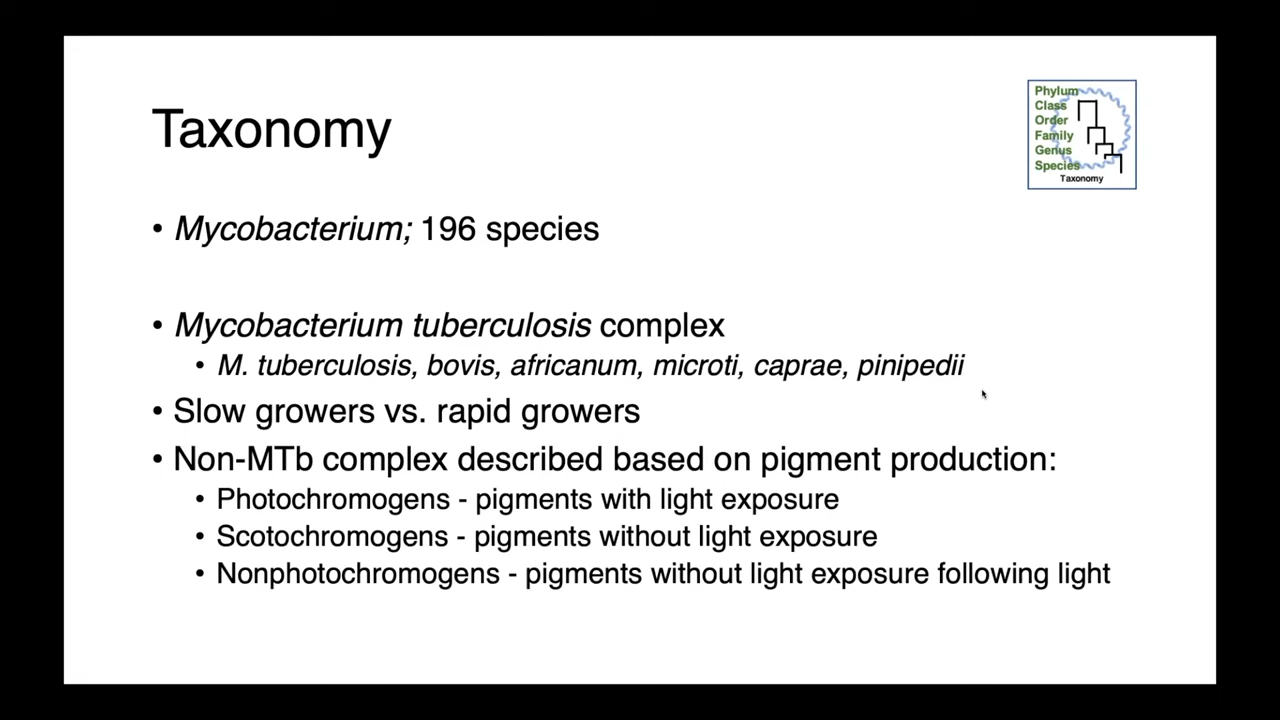 Taxonomy
Phylum
Class
Order
Family
Genus
Species
Taxonomy
• Mycobacterium; 196 species
• Mycobacterium tuberculosis complex
• M. tuberculosis, bovis, africanum, microti, caprae, pinipedii
• Slow growers vs. rapid growers
• Non-MTb complex described based on pigment production:
• Photochromogens - pigments with light exposure
• Scotochromogens - pigments without light exposure
• Nonphotochromogens - pigments without light exposure following light